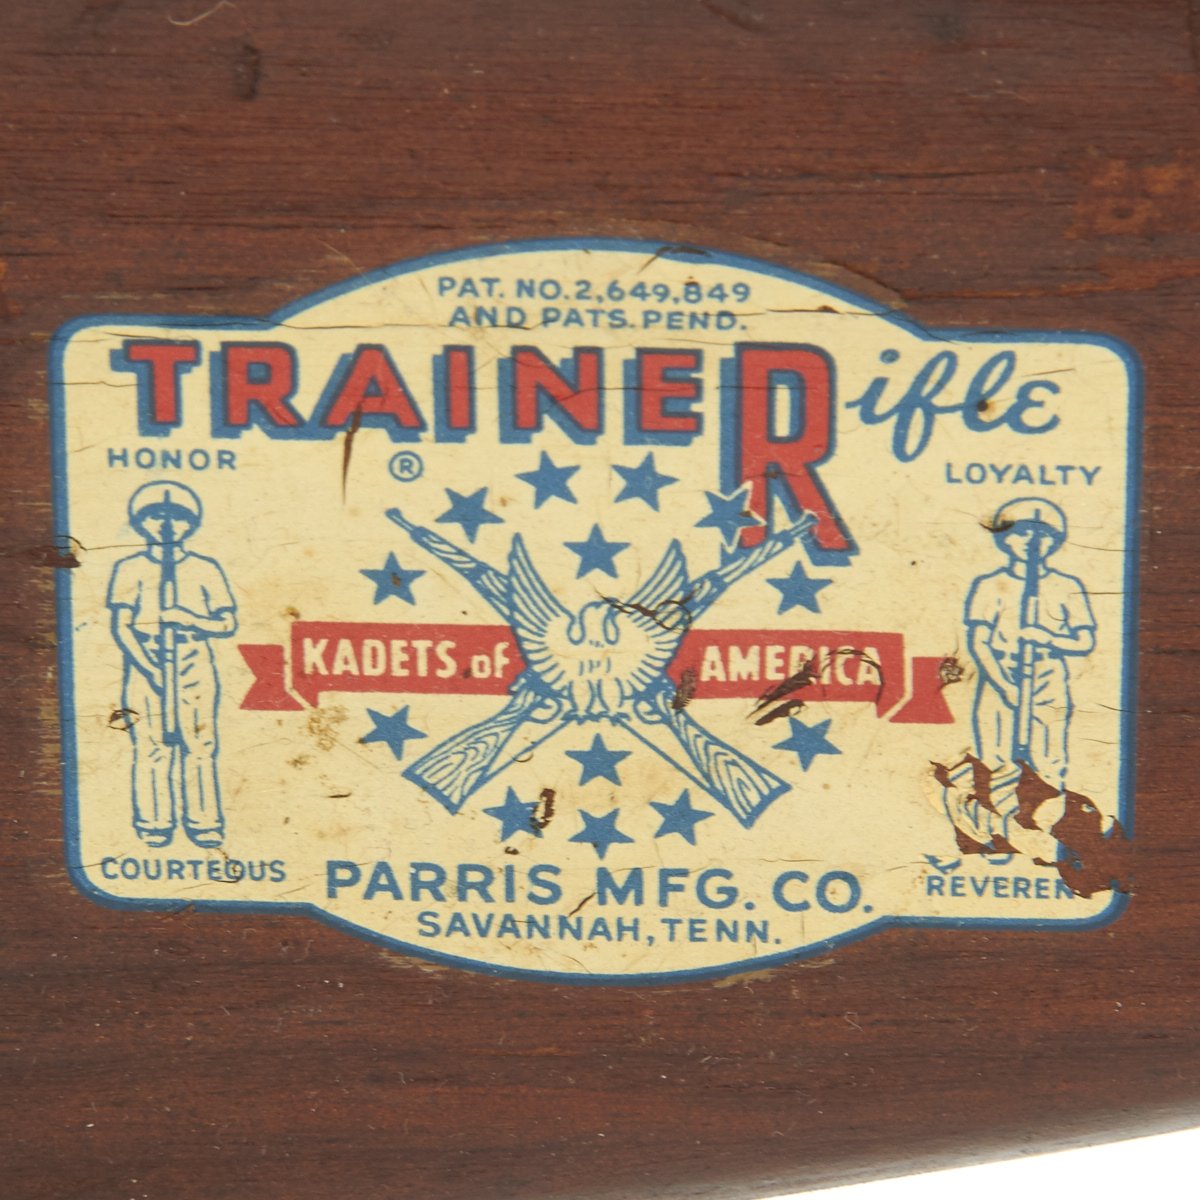 PAT. NO. 2,649,849
AND PATS. PEND.
TRAINERifle
®
HONOR
LOYALTY
KADETS of AMERICA
COURTEOUS
REVEREN
PARRIS MFG. CO.
SAVANNAH, TENN.